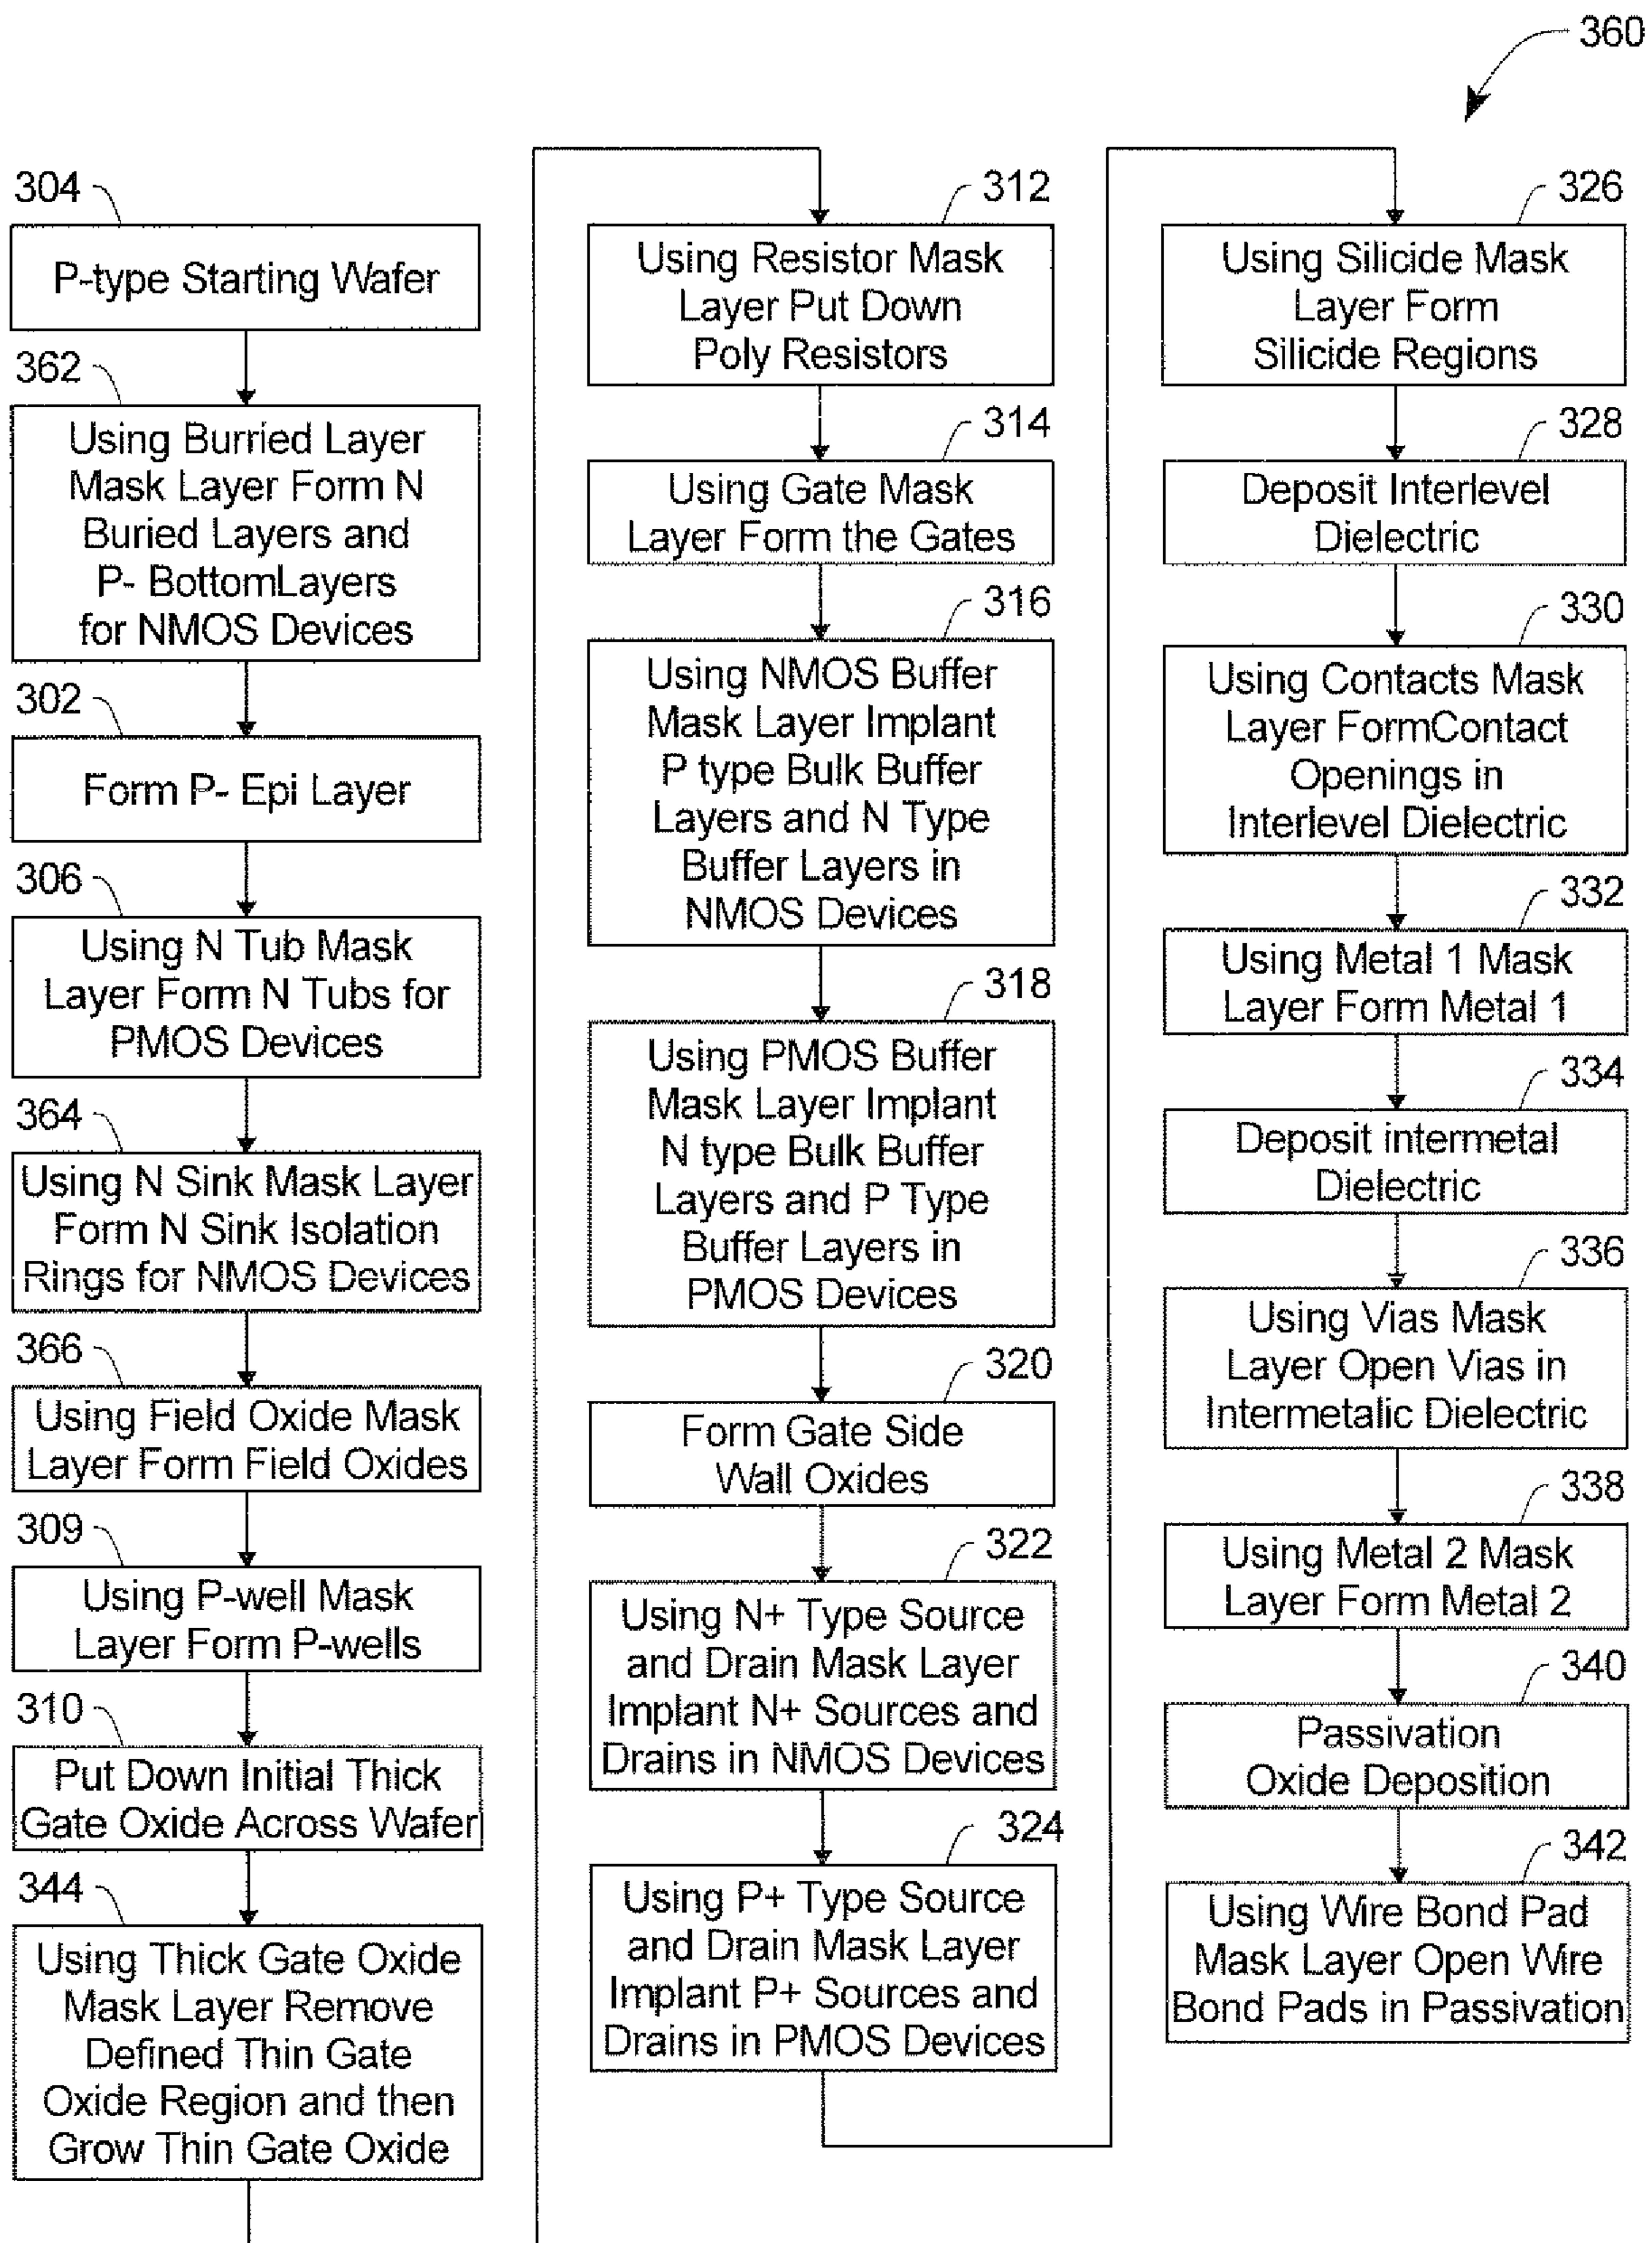 360
304
P-type Starting Wafer
362
Using Burried Layer
Mask Layer Form N
Buried Layers and
P- BottomLayers
for NMOS Devices
302
Form P- Epi Layer
306
Using N Tub Mask
Layer Form N Tubs for
PMOS Devices
364
Using N Sink Mask Layer
Form N Sink Isolation
Rings for NMOS Devices
366
Using Field Oxide Mask
Layer Form Field Oxides
309
Using P-well Mask
Layer Form P-wells
310
Put Down Initial Thick
Gate Oxide Across Wafer
344
Using Thick Gate Oxide
Mask Layer Remove
Defined Thin Gate
Oxide Region and then
Grow Thin Gate Oxide
312
Using Resistor Mask
Layer Put Down
Poly Resistors
314
Using Gate Mask
Layer Form the Gates
316
Using NMOS Buffer
Mask Layer Implant
P type Bulk Buffer
Layers and N Type
Buffer Layers in
NMOS Devices
318
Using PMOS Buffer
Mask Layer Implant
N type Bulk Buffer
Layers and P Type
Buffer Layers in
PMOS Devices
320
Form Gate Side
Wall Oxides
322
Using N+ Type Source
and Drain Mask Layer
Implant N+ Sources and
Drains in NMOS Devices
324
Using P+ Type Source
and Drain Mask Layer
Implant P+ Sources and
Drains in PMOS Devices
326
Using Silicide Mask
Layer Form
Silicide Regions
328
Deposit Interlevel
Dielectric
330
Using Contacts Mask
Layer FormContact
Openings in
Interlevel Dielectric
332
Using Metal 1 Mask
Layer Form Metal 1
334
Deposit intermetal
Dielectric
336
Using Vias Mask
Layer Open Vias in
Intermetalic Dielectric
338
Using Metal 2 Mask
Layer Form Metal 2
340
Passivation
Oxide Deposition
342
Using Wire Bond Pad
Mask Layer Open Wire
Bond Pads in Passivation